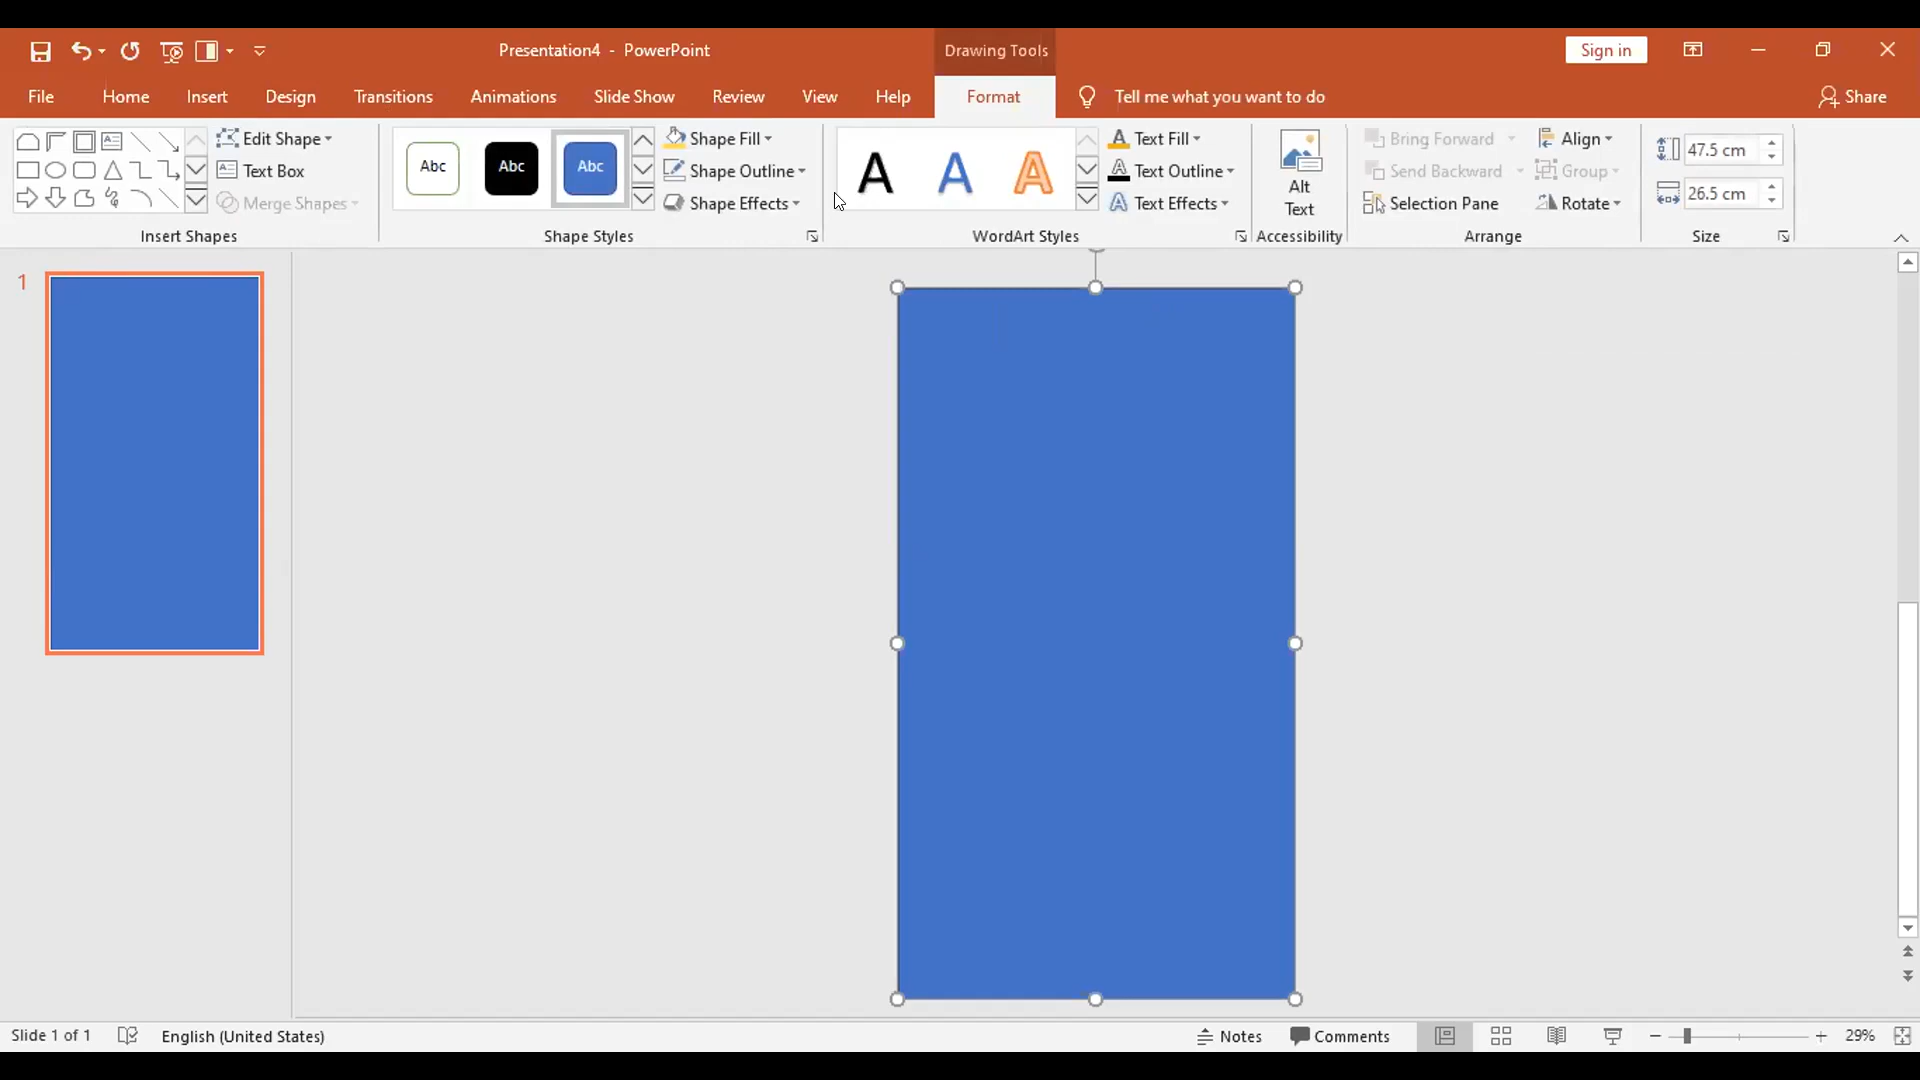 Presentation4 - PowerPoint
Drawing Tools
Sign in
File
Home
Insert
Design
Transitions
Animations
Slide Show
Review
View
Help
Format
Tell me what you want to do
Share
Edit Shape
Text Box
Merge Shapes
Insert Shapes
Abc
Abc
Abc
Shape Fill
Shape Outline
Shape Effects
Shape Styles
A
A
A
Text Fill
Text Outline
Text Effects
WordArt Styles
Alt
Text
Accessibility
Bring Forward
Send Backward
Selection Pane
Align
Group
Rotate
Arrange
47.5 cm
26.5 cm
Size
1
Slide 1 of 1
English (United States)
Notes
Comments
29%